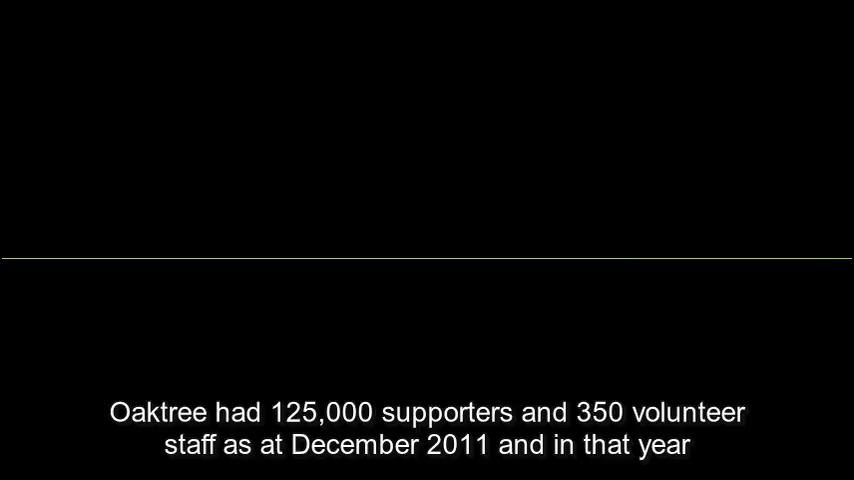 Oaktree had 125,000 supporters and 350 volunteer
staff as at December 2011 and in that year